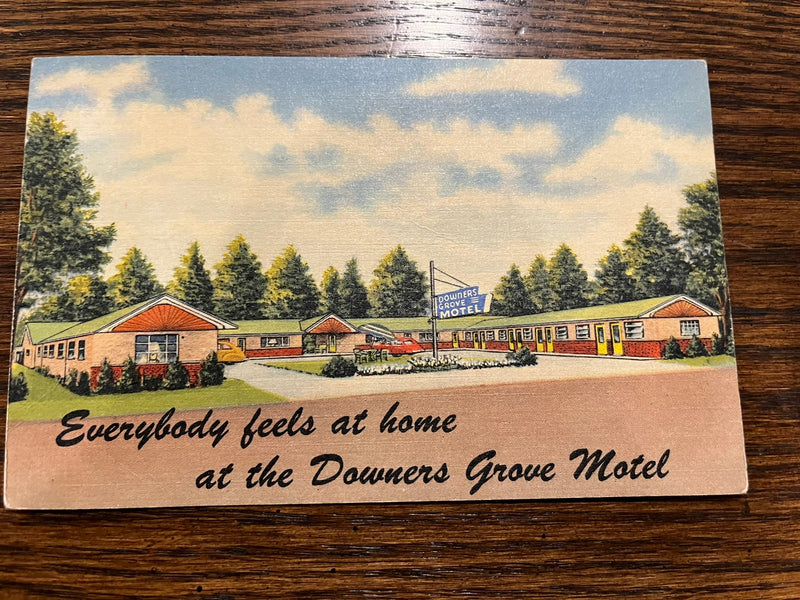 DOWNERS
GROVE
MOTEL
Everybody feels at home
at the Downers Grove Motel